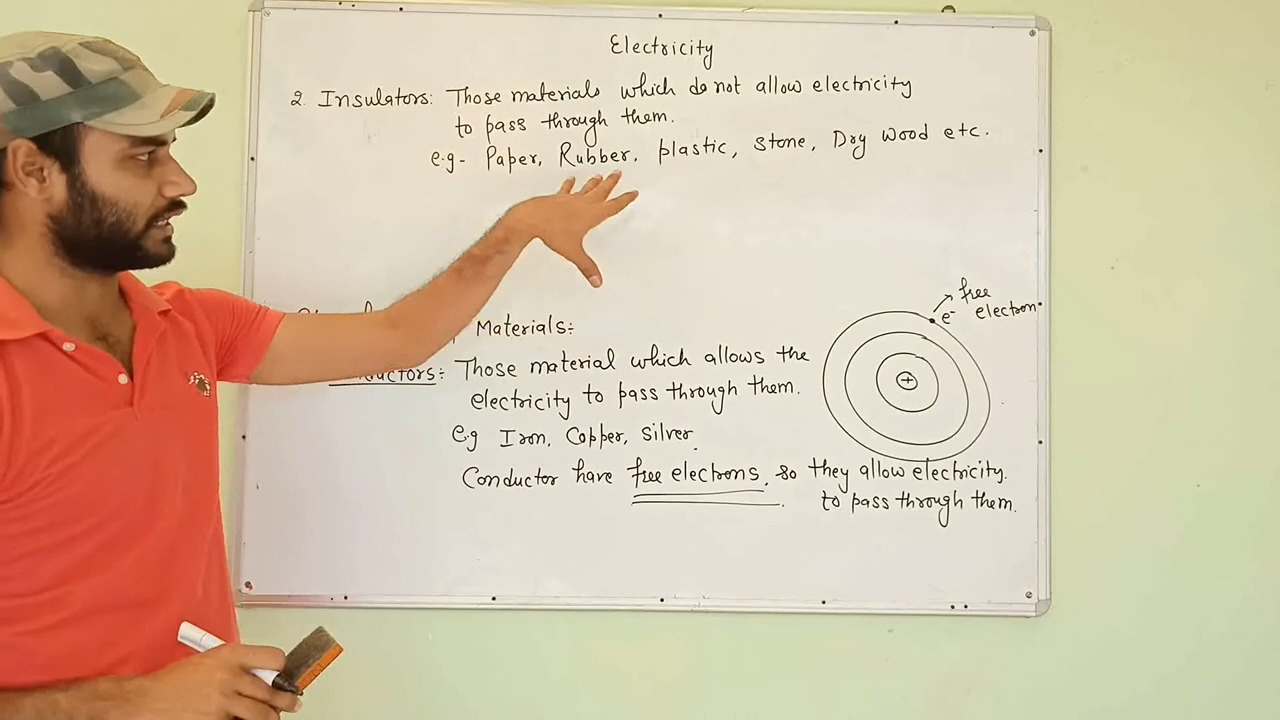 Electricity
2. Insulators: Those materials which do not allow electricity
to pass through them.
e.g- Paper, Rubber, plastic, stone, Dry wood etc.
Materials:-
Those material which allows the
electricity to pass through them.
e.g Iron, Copper, Silver
Conductor have free electrons, so they allow electricity.
to pass through them.
free
electron
e-
+